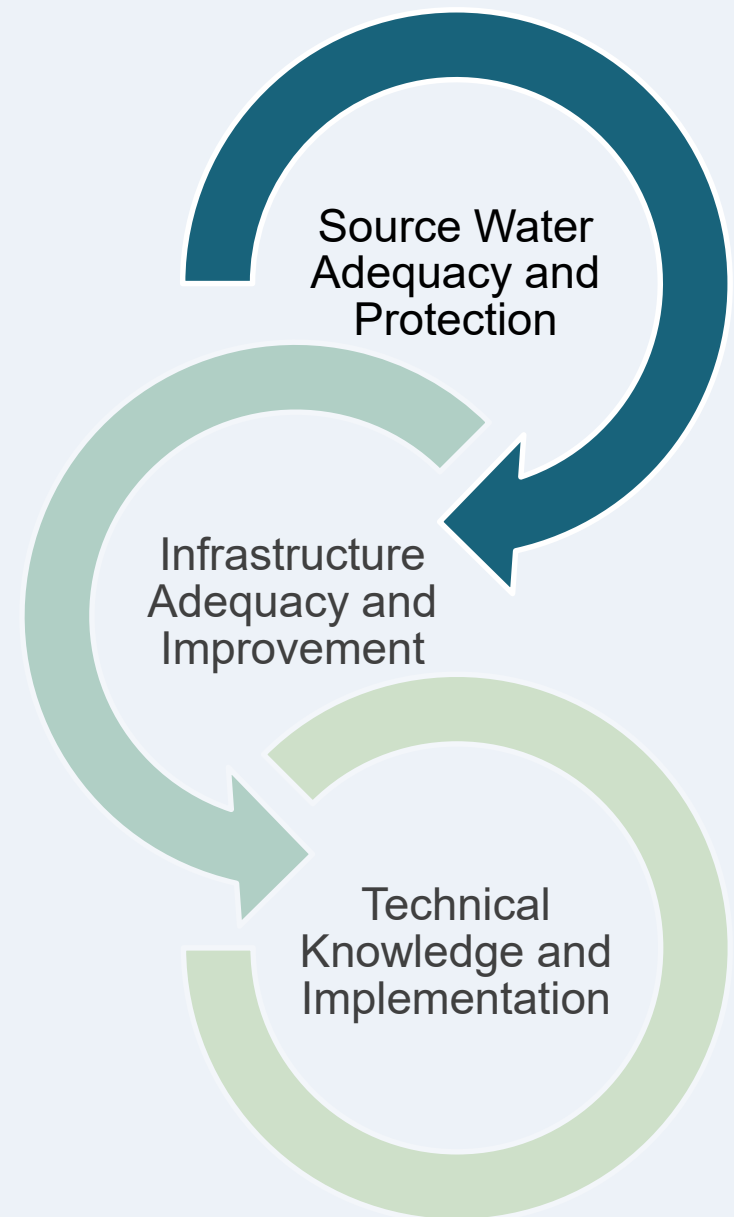 Source Water
Adequacy and
Protection
Infrastructure
Adequacy and
Improvement
Technical
Knowledge and
Implementation